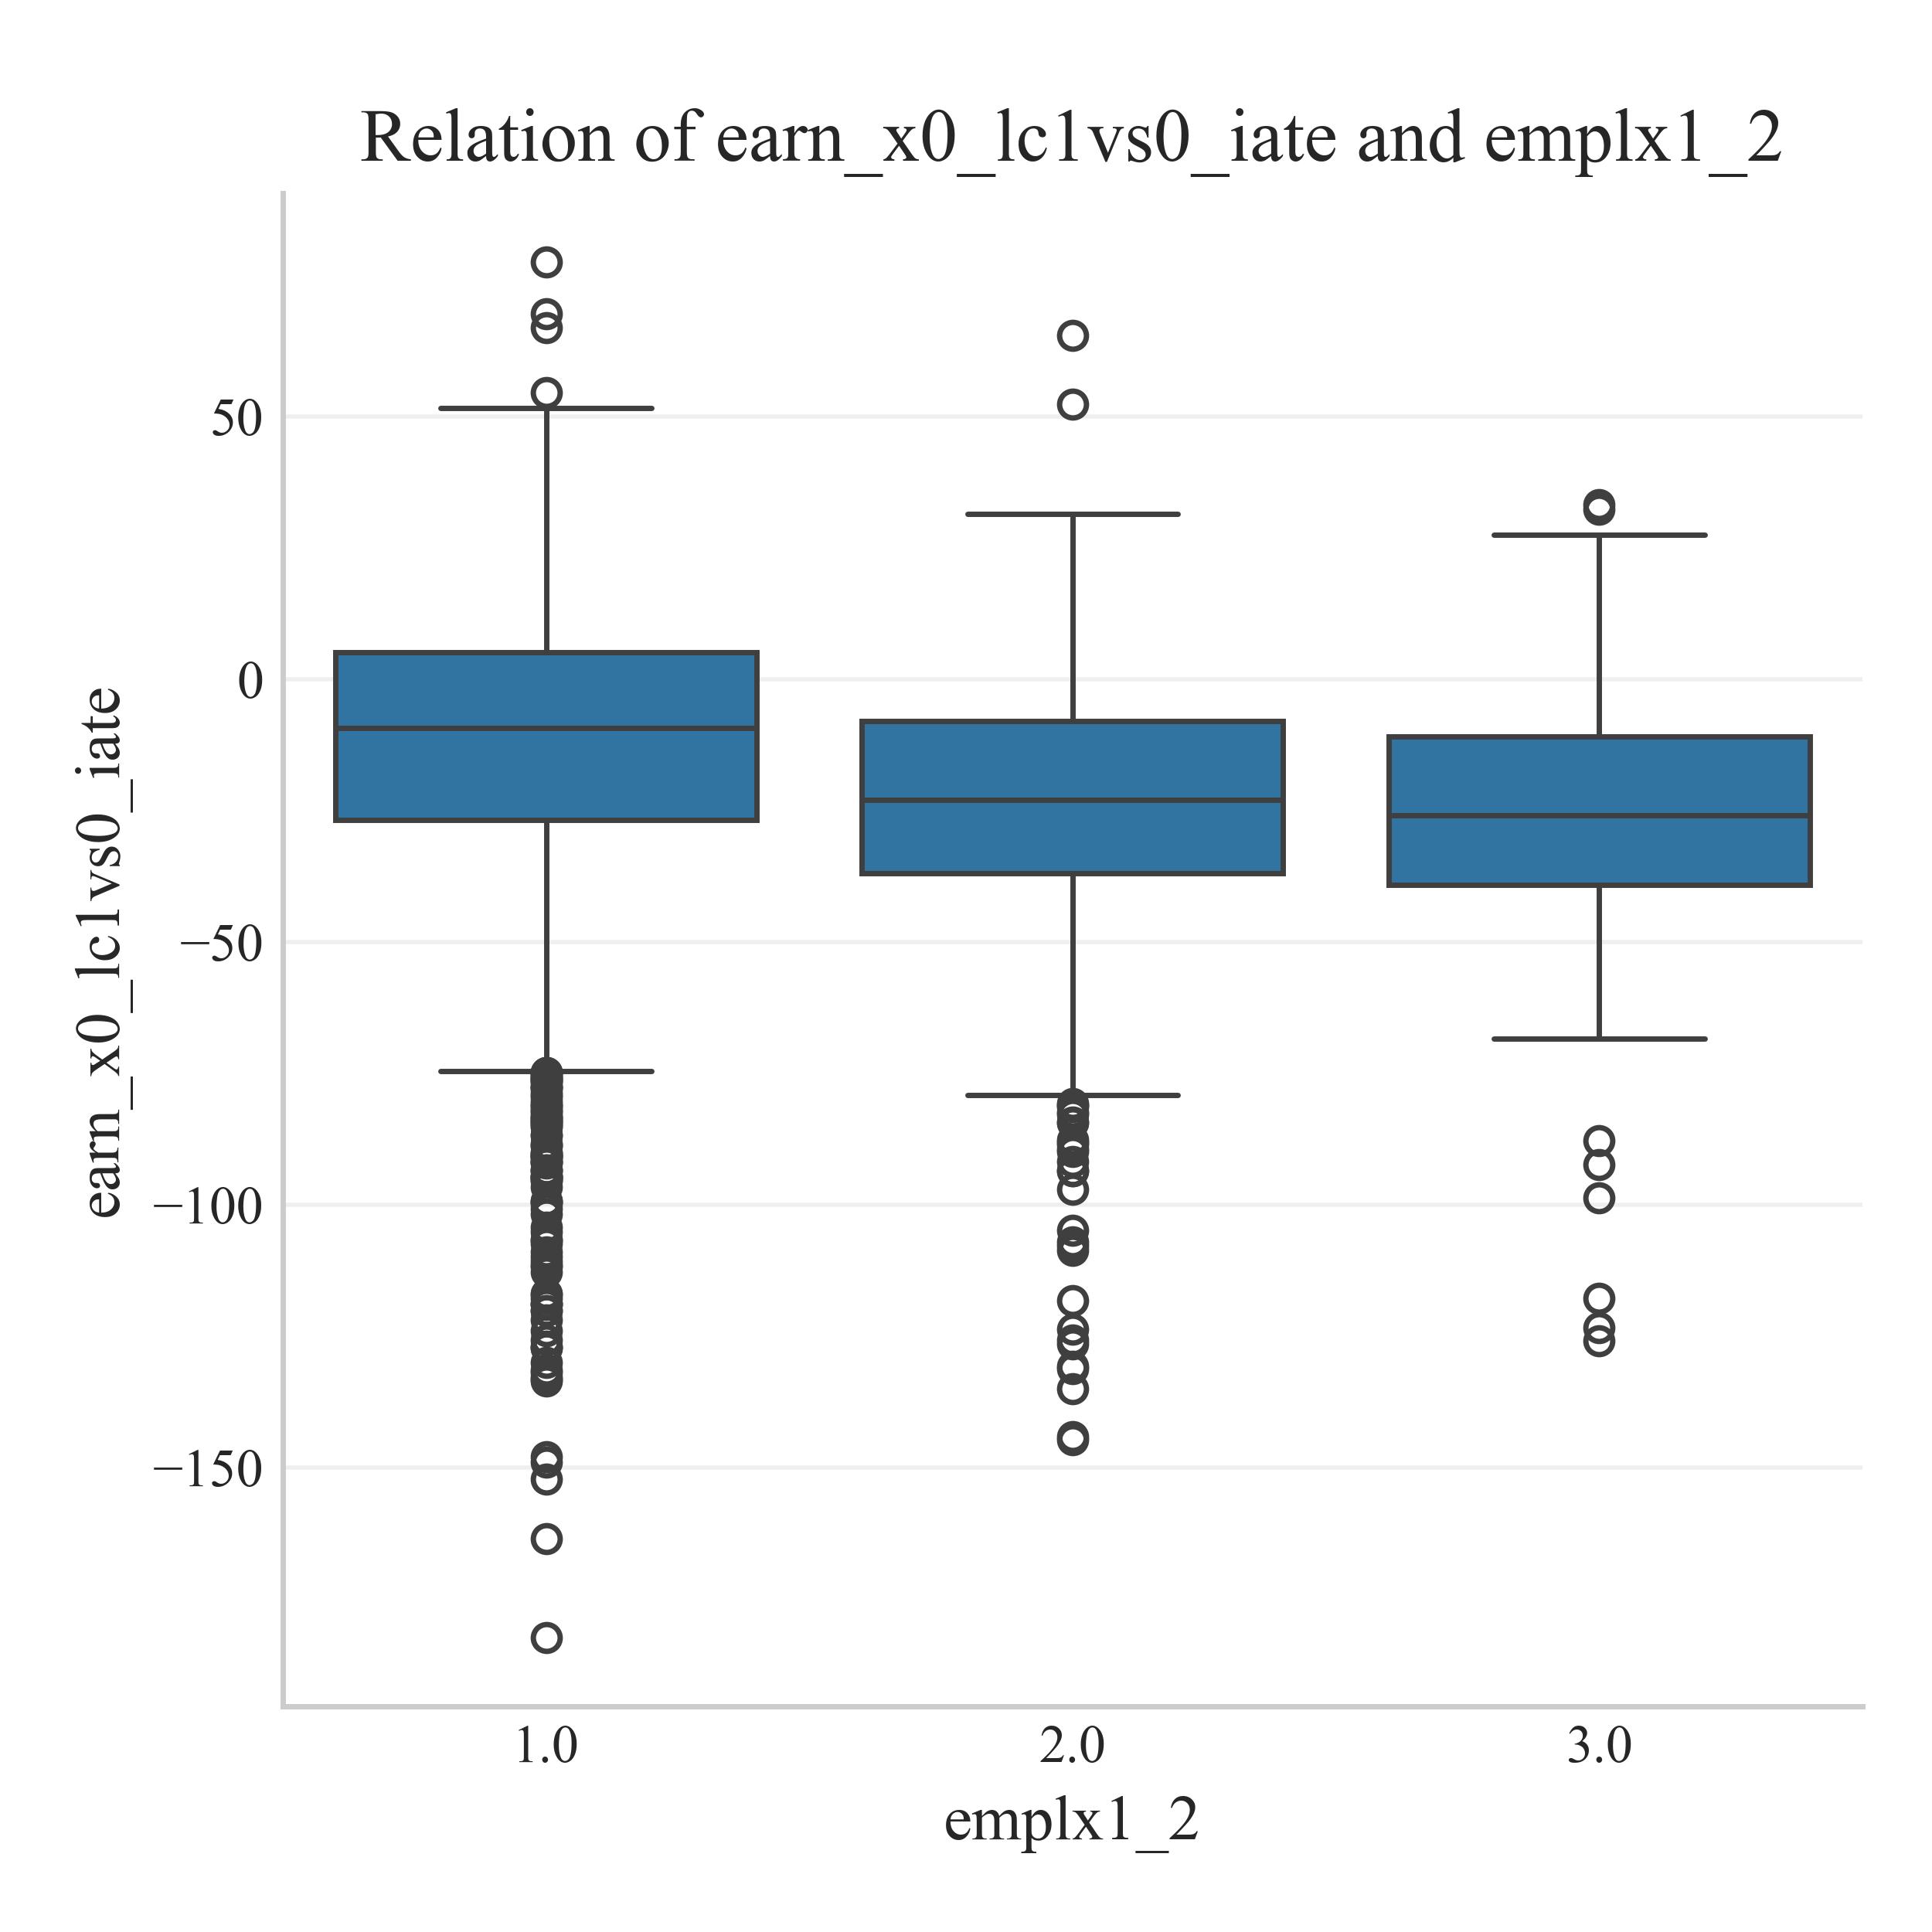 Relation of earn_x0_lc1vs0_iate and emplx1_2
earn_x0_lc1vs0_iate
50
0
−50
−100
−150
1.0 2.0 3.0
emplx1_2